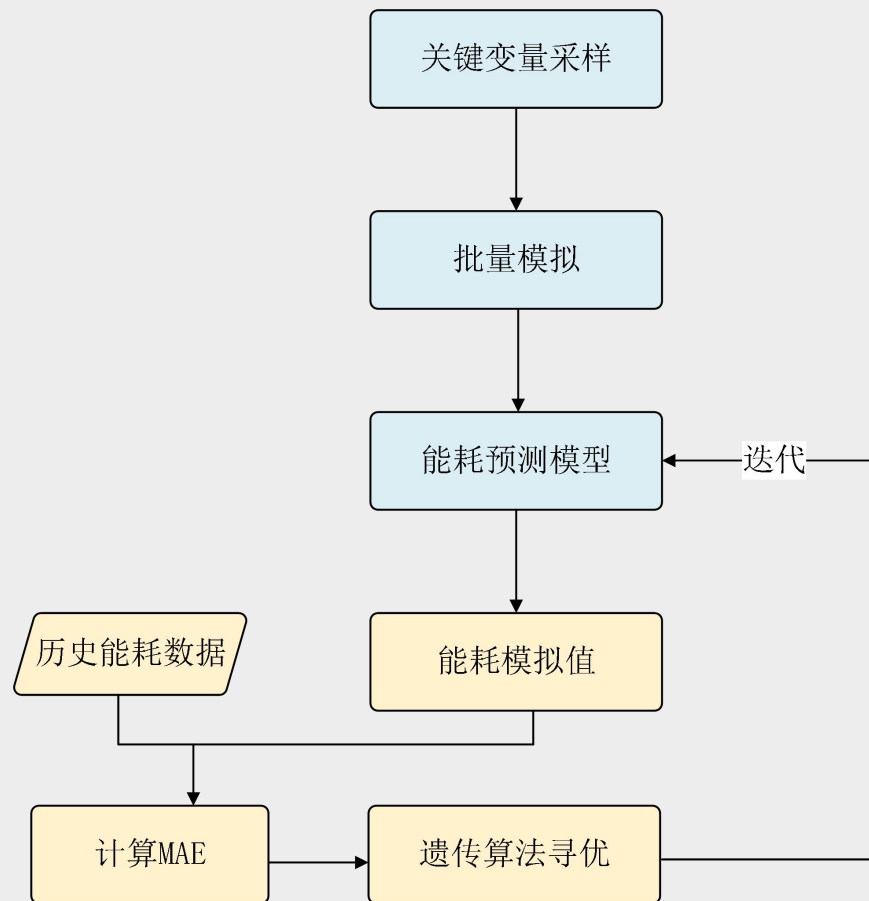 关键变量采样
批量模拟
能耗预测模型
迭代
历史能耗数据
能耗模拟值
计算MAE
遗传算法寻优